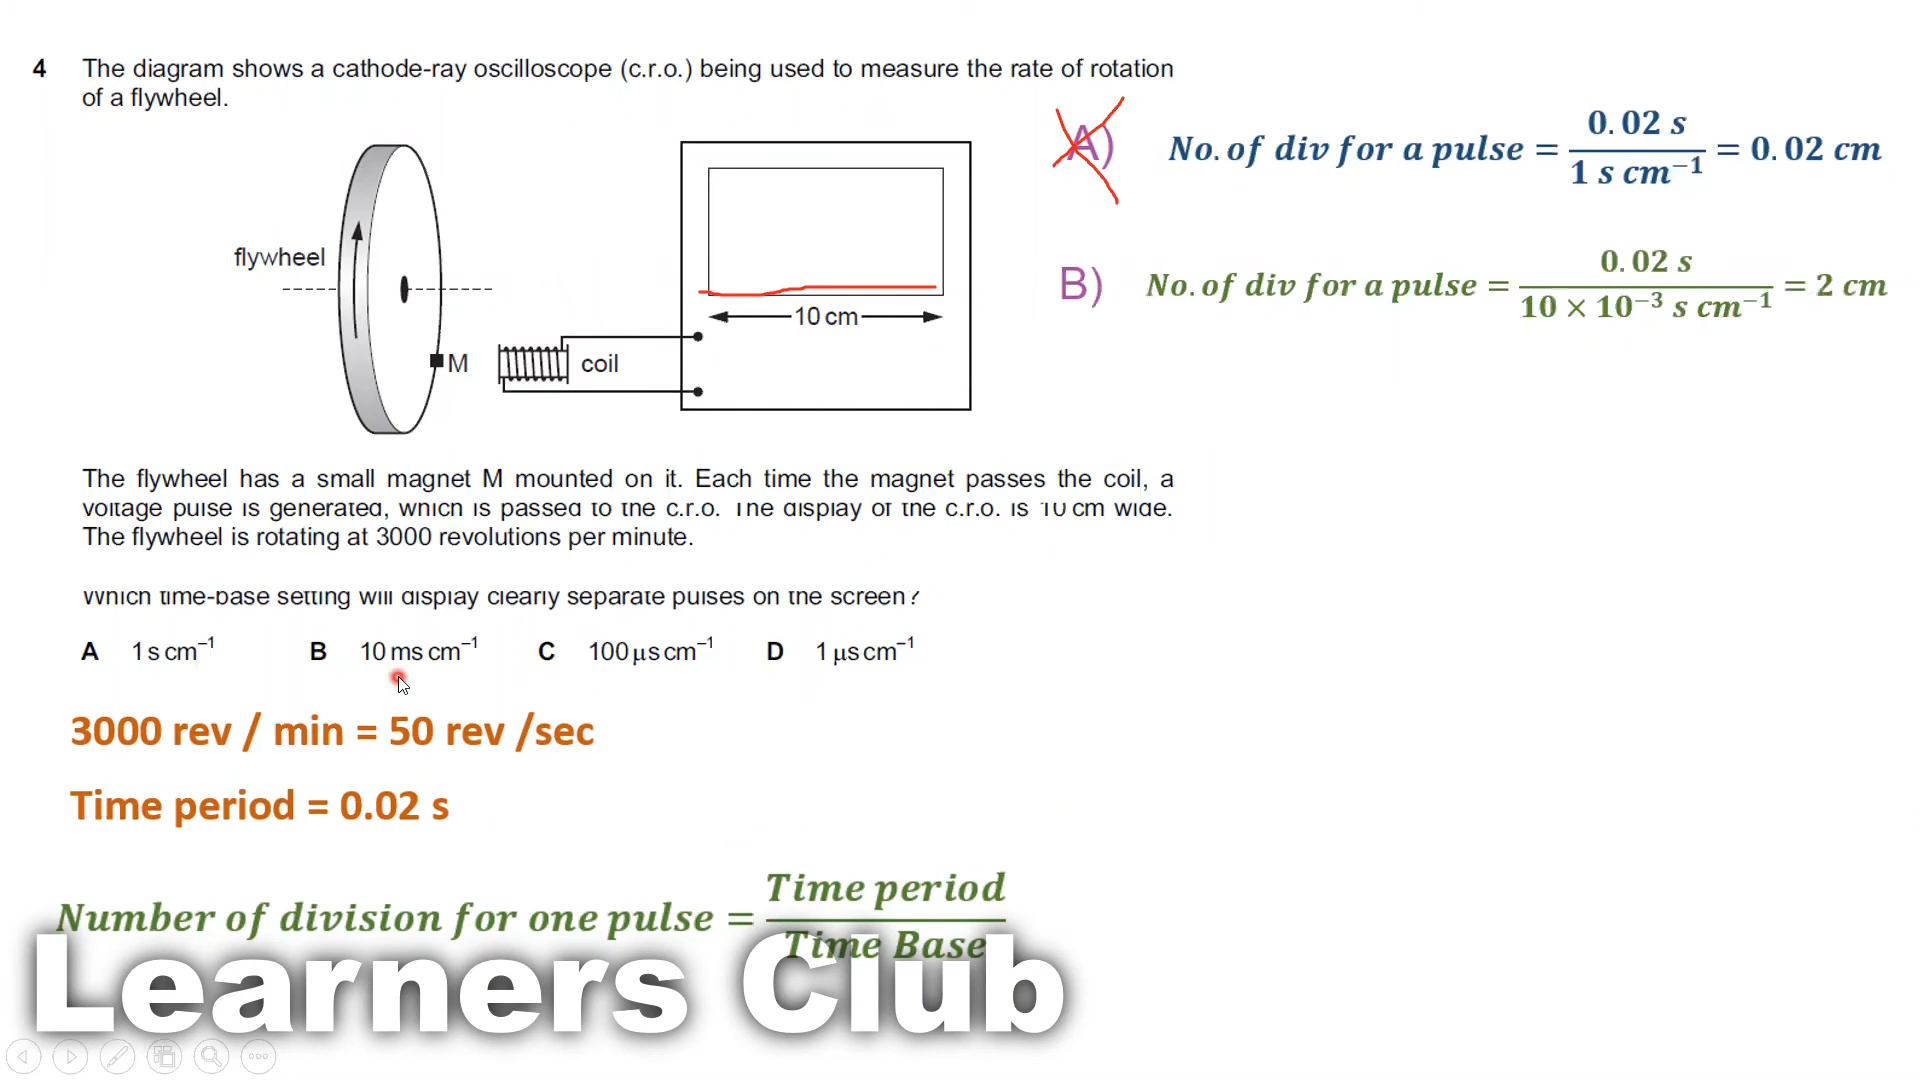 4 The diagram shows a cathode-ray oscilloscope (c.r.o.) being used to measure the rate of rotation
of a flywheel.
flywheel
M
coil
10 cm
A) No. of div for a pulse = 0.02 s / 1 s cm⁻¹ = 0.02 cm
B) No. of div for a pulse = 0.02 s / 10 × 10⁻³ s cm⁻¹ = 2 cm
The flywheel has a small magnet M mounted on it. Each time the magnet passes the coil, a
voltage pulse is generated, which is passed to the c.r.o. The display of the c.r.o. is 10 cm wide.
The flywheel is rotating at 3000 revolutions per minute.
Which time-base setting will display clearly separate pulses on the screen?
A 1 s cm⁻¹ B 10 ms cm⁻¹ C 100 μs cm⁻¹ D 1 μs cm⁻¹
3000 rev / min = 50 rev /sec
Time period = 0.02 s
Number of division for one pulse = Time period / Time Base
Learners Club